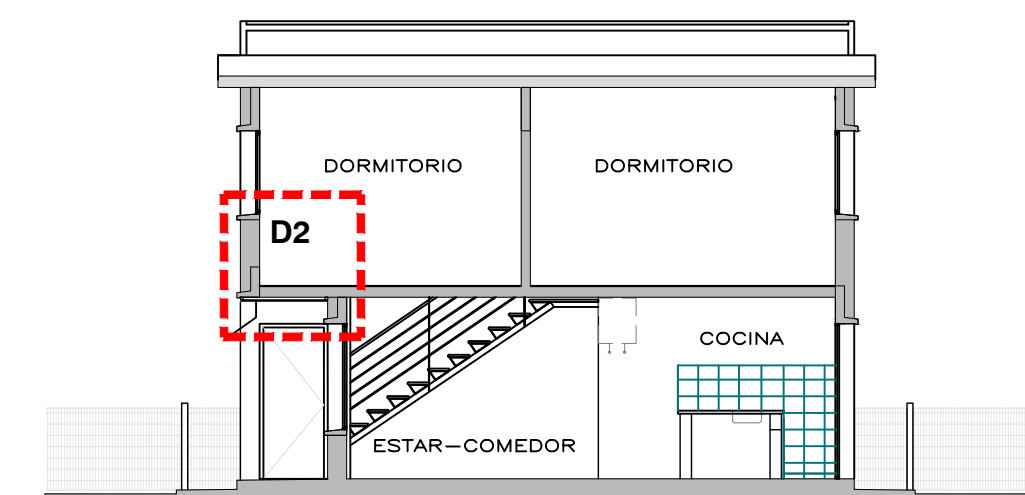 DORMITORIO
DORMITORIO
D2
COCINA
ESTAR-COMEDOR